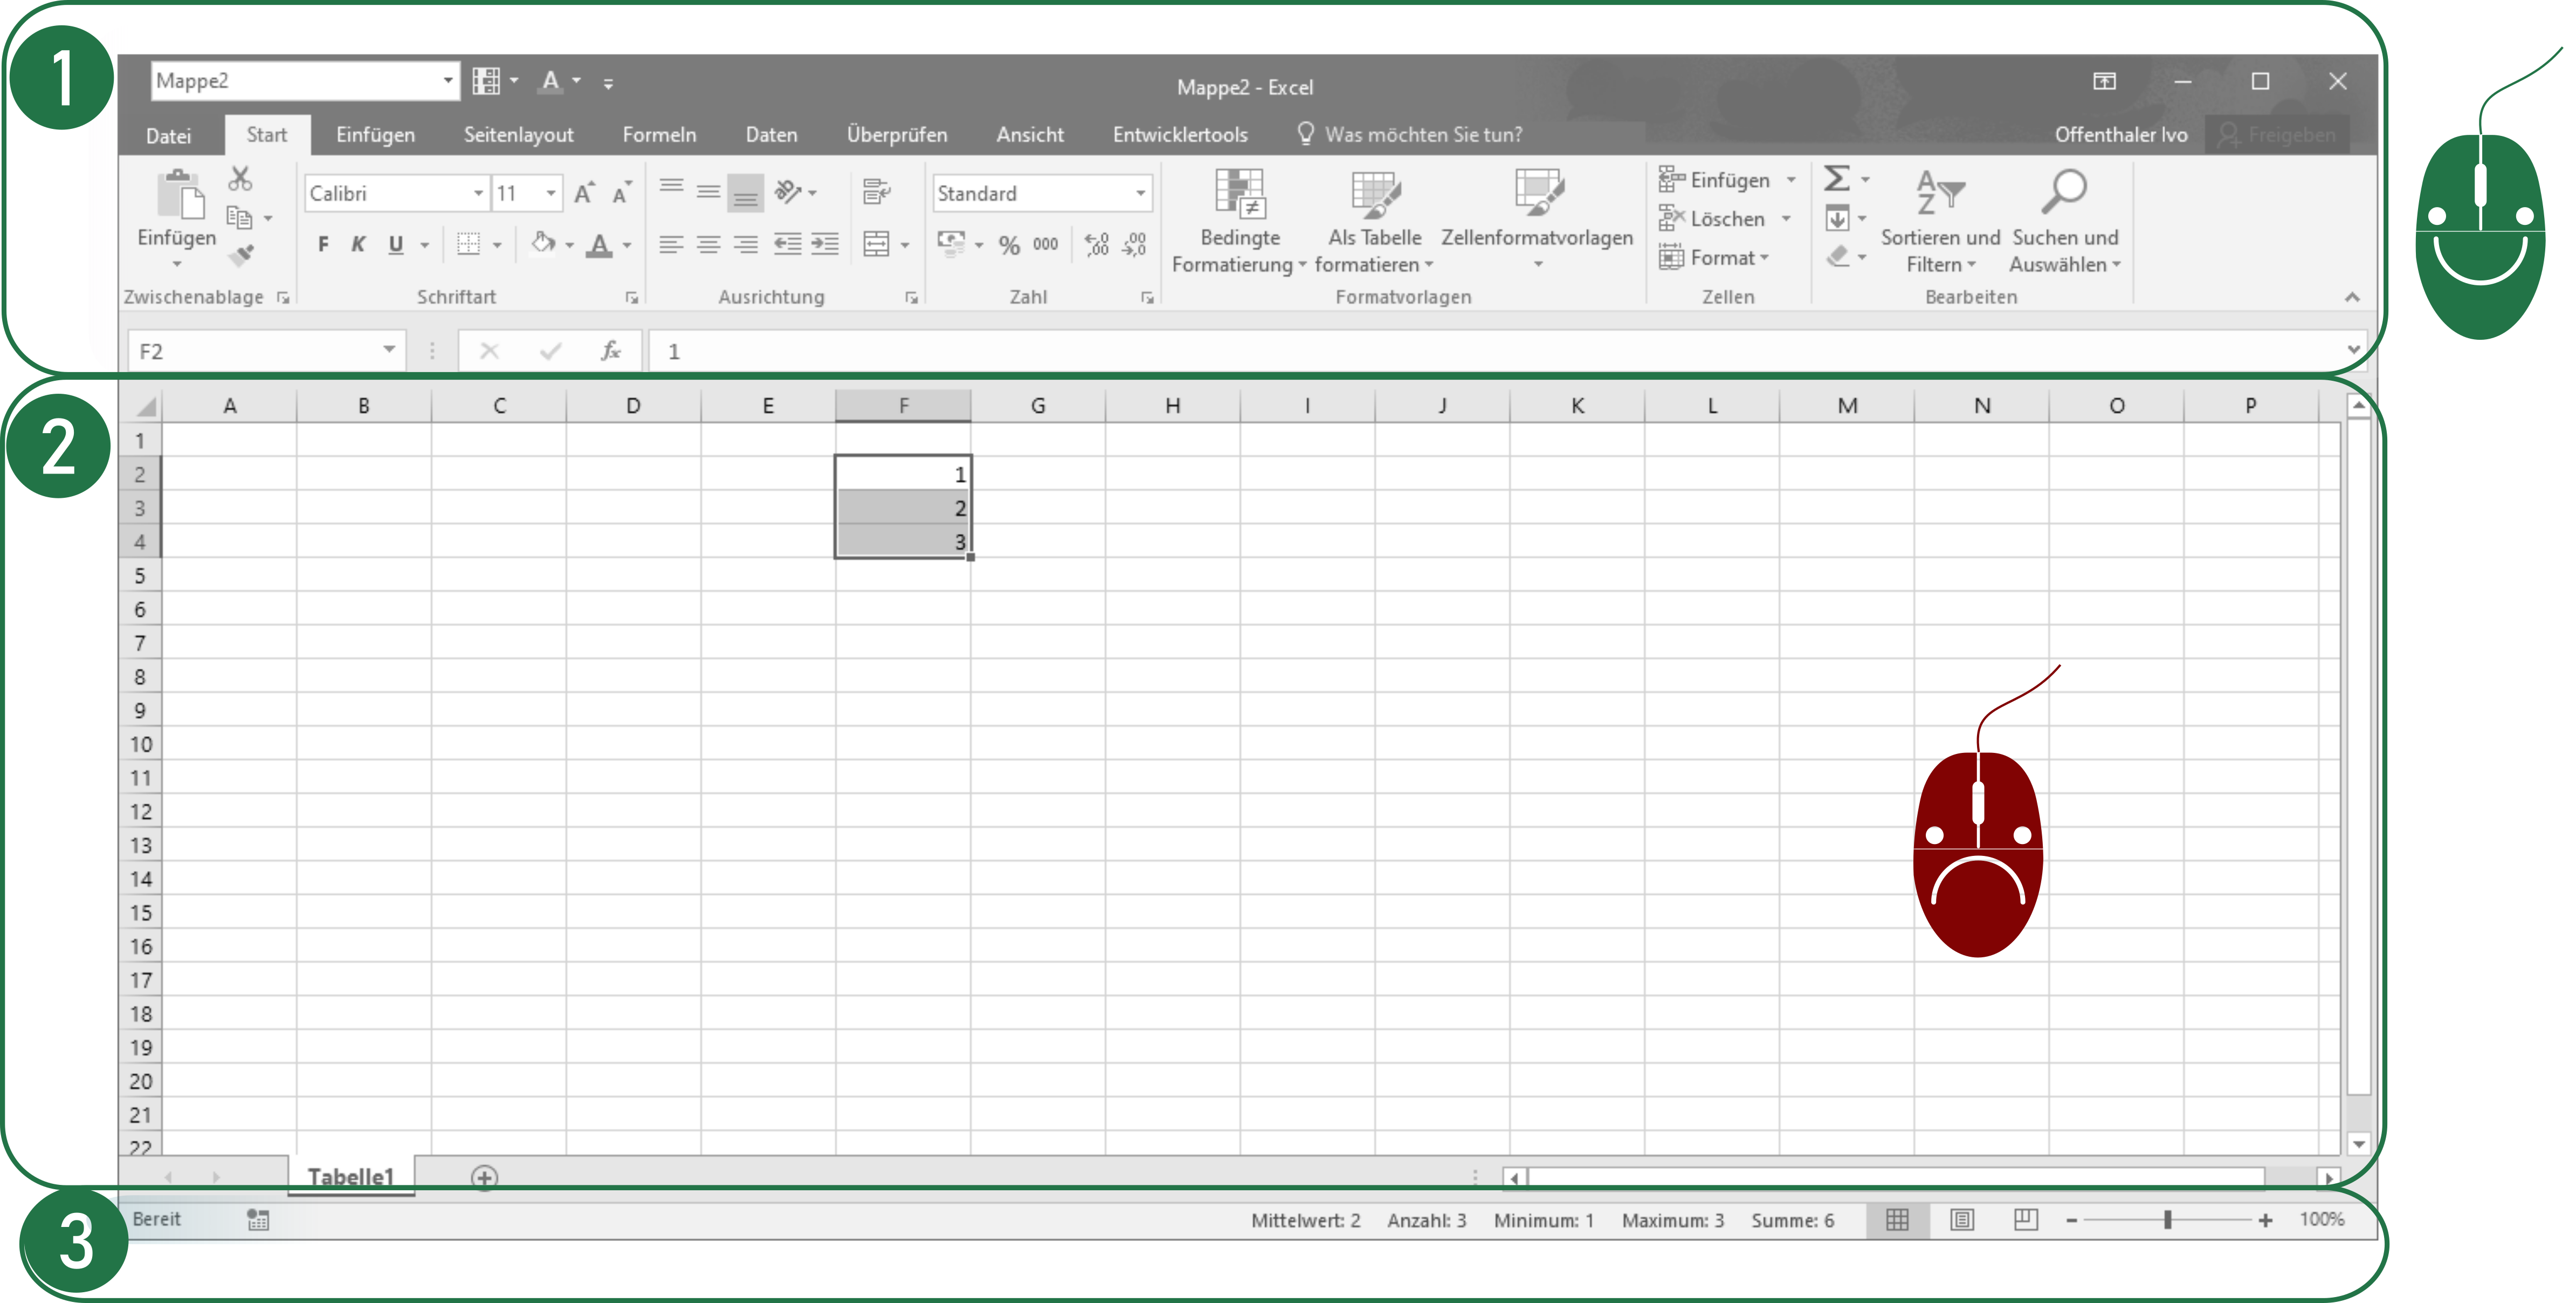 1
Mappe2
A
Mappe2 - Excel
Datei Start Einfügen Seitenlayout Formeln Daten Überprüfen Ansicht Entwicklertools Was möchten Sie tun? Offenthaler Ivo Freigeben
Calibri 11 A A ab Standard
Einfügen F K U A % 000
Bedingte Formatierung
Als Tabelle formatieren
Zellenformatvorlagen
Einfügen
Löschen
Format
Σ
Sortieren und Filtern
Suchen und Auswählen
Zwischenablage Schriftart Ausrichtung Zahl Formatvorlagen Zellen Bearbeiten
F2 fx 1
2
A B C D E F G H I J K L M N O P
1
2 1
3 2
4 3
5
6
7
8
9
10
11
12
13
14
15
16
17
18
19
20
21
22
Tabelle1
3
Bereit Mittelwert: 2 Anzahl: 3 Minimum: 1 Maximum: 3 Summe: 6 100%